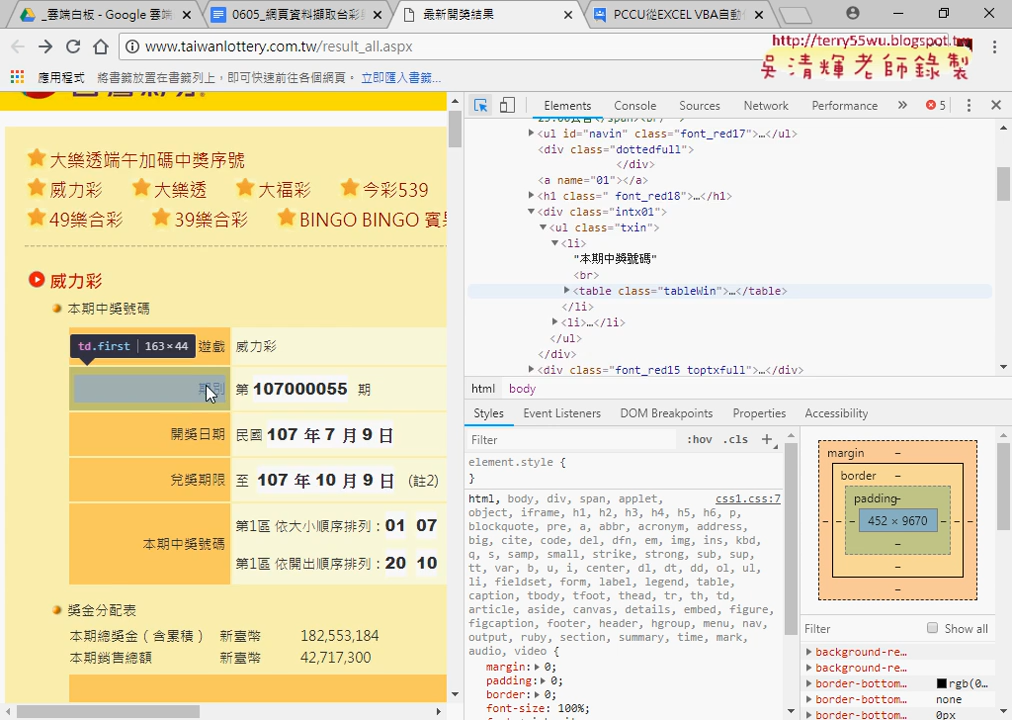 _雲端白板 - Google 雲端
0605_網頁資料擷取台彩
最新開獎結果
PCCU從EXCEL VBA自動
www.taiwanlottery.com.tw/result_all.aspx
http://terry55wu.blogspot.tw
吳清輝老師錄製
應用程式 將書籤放置在書籤列上，即可快速前往各個網頁。 立即匯入書籤...
大樂透端午加碼中獎序號
威力彩 大樂透 大福彩 今彩539
49樂合彩 39樂合彩 BINGO BINGO 賓
威力彩
本期中獎號碼
td.first | 163×44
遊戲 威力彩
期別 第 107000055 期
開獎日期 民國 107 年 7 月 9 日
兌獎期限 至 107 年 10 月 9 日 (註2)
本期中獎號碼
第1區 依大小順序排列：01 07
第1區 依開出順序排列：20 10
獎金分配表
本期總獎金（含累積） 新臺幣 182,553,184
本期銷售總額 新臺幣 42,717,300
Elements Console Sources Network Performance » 5
<ul id="navin" class="font_red17">…</ul>
<div class="dottedfull">
</div>
<a name="01"></a>
<h1 class=" font_red18">…</h1>
<div class="intx01">
<ul class="txin">
<li>
"本期中獎號碼"
<br>
<table class="tableWin">…</table>
</li>
<li>…</li>
</ul>
</div>
<div class="font_red15 toptxfull">…</div>
html body
Styles Event Listeners DOM Breakpoints Properties Accessibility
Filter :hov .cls +
element.style {
}
html, body, div, span, applet, css1.css:7
object, iframe, h1, h2, h3, h4, h5, h6, p,
blockquote, pre, a, abbr, acronym, address,
big, cite, code, del, dfn, em, img, ins, kbd,
q, s, samp, small, strike, strong, sub, sup,
tt, var, b, u, i, center, dl, dt, dd, ol, ul,
li, fieldset, form, label, legend, table,
caption, tbody, tfoot, thead, tr, th, td,
article, aside, canvas, details, embed, figure,
figcaption, footer, header, hgroup, menu, nav,
output, ruby, section, summary, time, mark,
audio, video {
margin: 0;
padding: 0;
border: 0;
font-size: 100%;
margin –
border –
padding-
– – – 452 × 9670 – – –
–
–
–
Filter Show all
background-re…
background-re…
border-bottom… rgb(0…
border-bottom… none
border-bottom… 0px